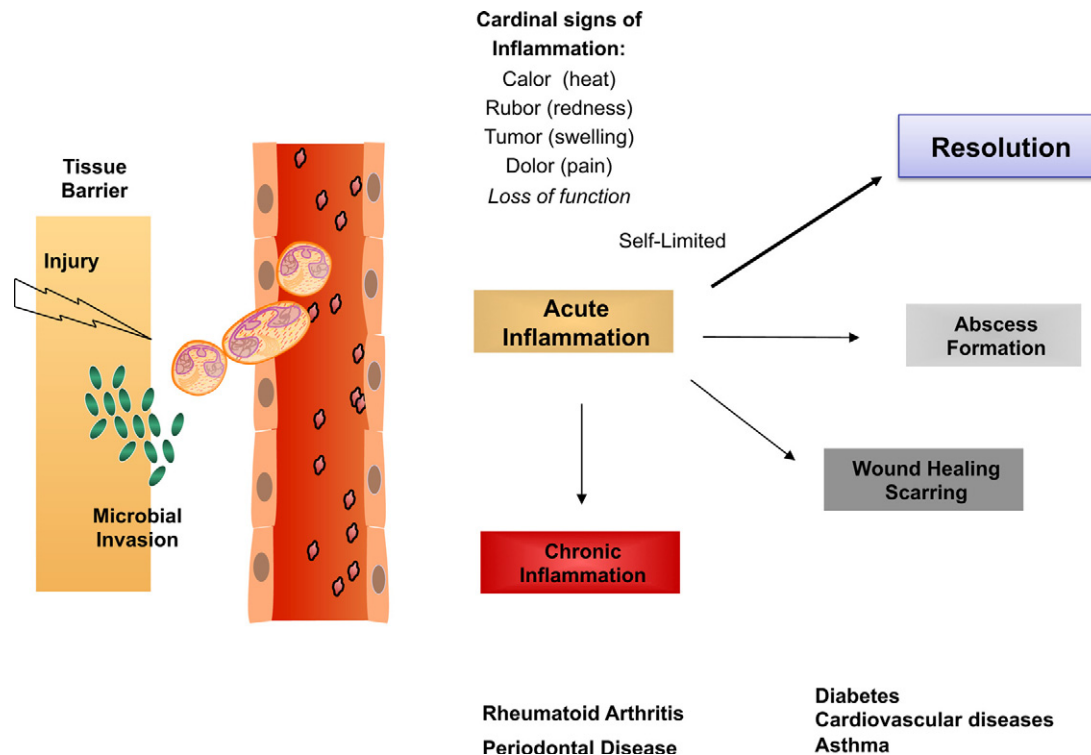 Cardinal signs of
Inflammation:
Calor (heat)
Rubor (redness)
Tumor (swelling)
Dolor (pain)
Loss of function
Tissue
Barrier
Injury
Microbial
Invasion
Self-Limited
Resolution
Acute
Inflammation
Abscess
Formation
Wound Healing
Scarring
Chronic
Inflammation
Rheumatoid Arthritis
Periodontal Disease
Diabetes
Cardiovascular diseases
Asthma